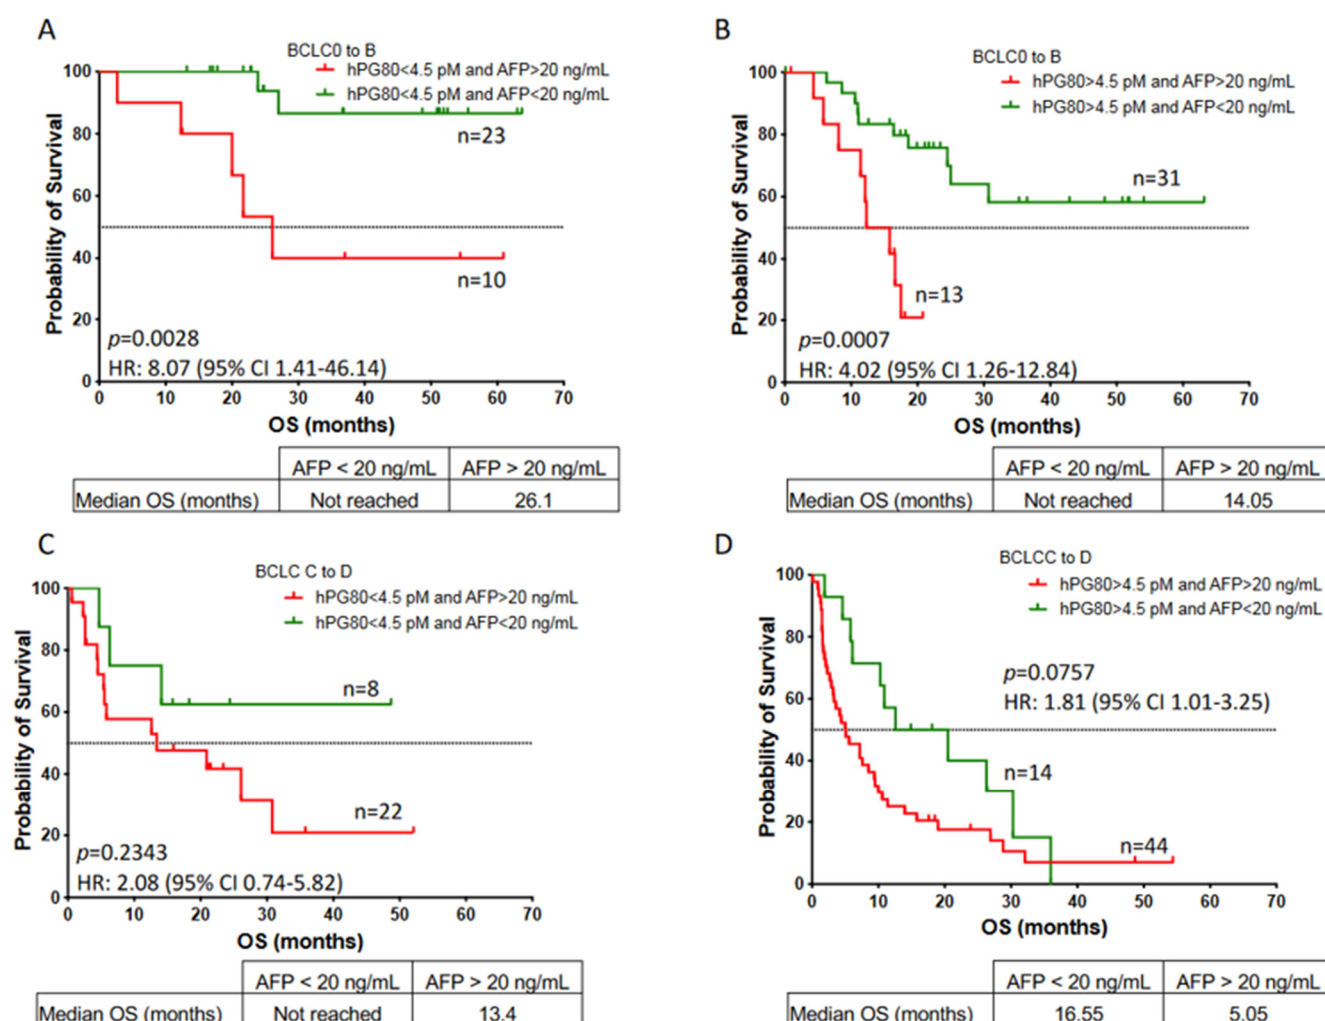 A
BCLC0 to B
hPG80<4.5 pM and AFP>20 ng/mL
hPG80<4.5 pM and AFP<20 ng/mL
Probability of Survival
100
80
60
40
20
0
n=23
n=10
p=0.0028
HR: 8.07 (95% CI 1.41-46.14)
0 10 20 30 40 50 60 70
OS (months)
AFP < 20 ng/mL AFP > 20 ng/mL
Median OS (months) Not reached 26.1
B
BCLC0 to B
hPG80>4.5 pM and AFP>20 ng/mL
hPG80>4.5 pM and AFP<20 ng/mL
Probability of Survival
100
80
60
40
20
0
n=31
n=13
p=0.0007
HR: 4.02 (95% CI 1.26-12.84)
0 10 20 30 40 50 60 70
OS (months)
AFP < 20 ng/mL AFP > 20 ng/mL
Median OS (months) Not reached 14.05
C
BCLC C to D
hPG80<4.5 pM and AFP>20 ng/mL
hPG80<4.5 pM and AFP<20 ng/mL
Probability of Survival
100
80
60
40
20
0
n=8
n=22
p=0.2343
HR: 2.08 (95% CI 0.74-5.82)
0 10 20 30 40 50 60 70
OS (months)
AFP < 20 ng/mL AFP > 20 ng/mL
Median OS (months) Not reached 13.4
D
BCLCC to D
hPG80>4.5 pM and AFP>20 ng/mL
hPG80>4.5 pM and AFP<20 ng/mL
Probability of Survival
100
80
60
40
20
0
p=0.0757
HR: 1.81 (95% CI 1.01-3.25)
n=14
n=44
0 10 20 30 40 50 60 70
OS (months)
AFP < 20 ng/mL AFP > 20 ng/mL
Median OS (months) 16.55 5.05